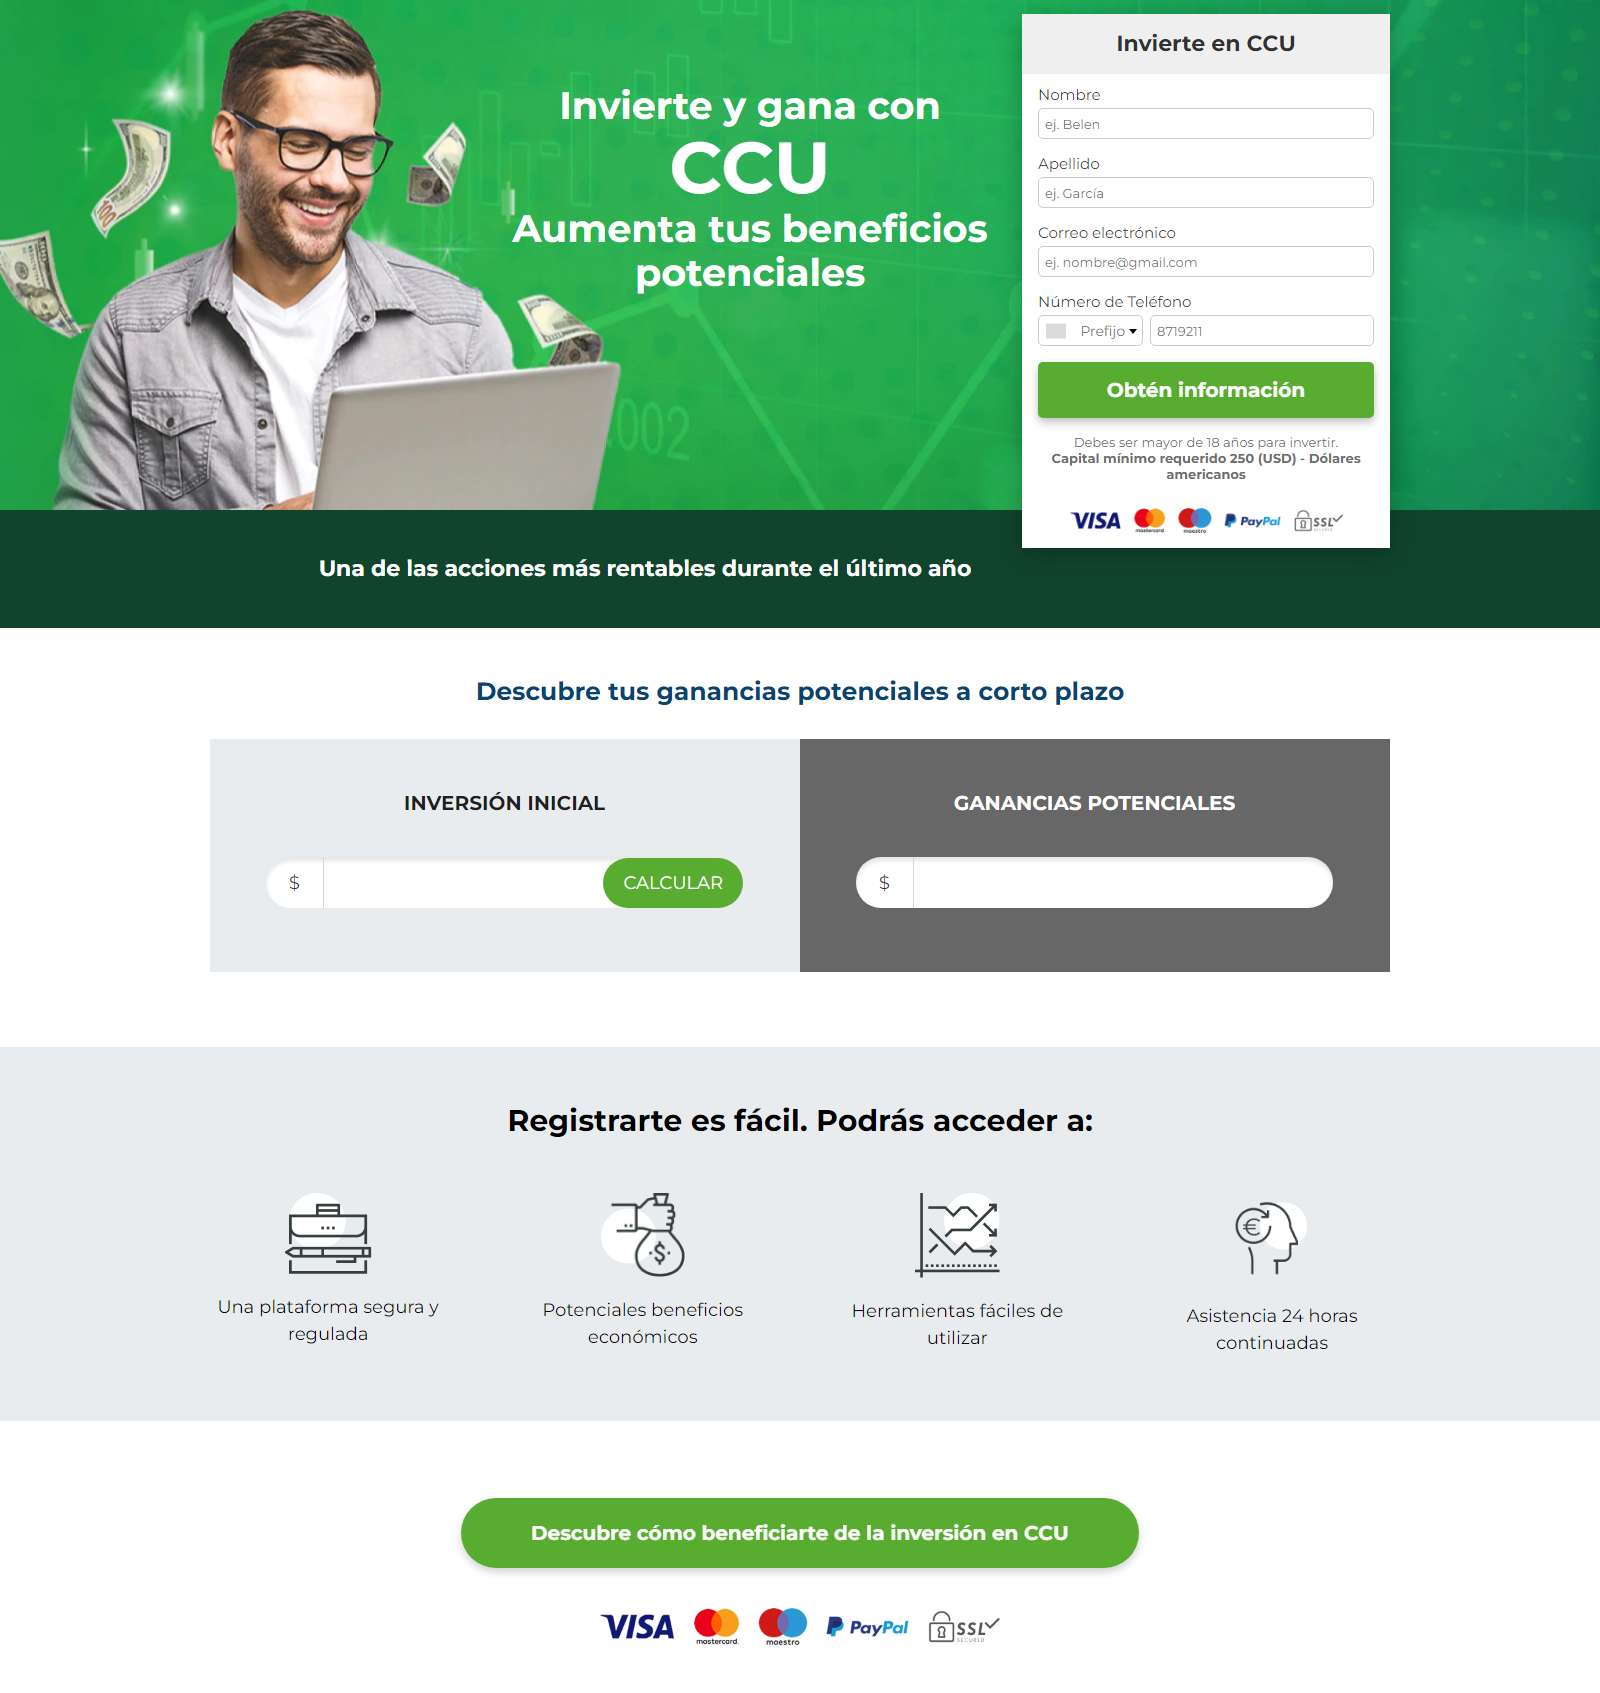 Invierte y gana con
CCU
Aumenta tus beneficios
potenciales
Invierte en CCU
Nombre
ej. Belen
Apellido
ej. García
Correo electrónico
ej. nombre@gmail.com
Número de Teléfono
Prefijo 8719211
Obtén información
Debes ser mayor de 18 años para invertir.
Capital mínimo requerido 250 (USD) - Dólares
americanos
VISA mastercard maestro PayPal SSL SECURED
002
100
Una de las acciones más rentables durante el último año
Descubre tus ganancias potenciales a corto plazo
INVERSIÓN INICIAL
$ CALCULAR
GANANCIAS POTENCIALES
$
Registrarte es fácil. Podrás acceder a:
Una plataforma segura y
regulada
$
Potenciales beneficios
económicos
Herramientas fáciles de
utilizar
€
Asistencia 24 horas
continuadas
Descubre cómo beneficiarte de la inversión en CCU
VISA mastercard. maestro PayPal SSL SECURED